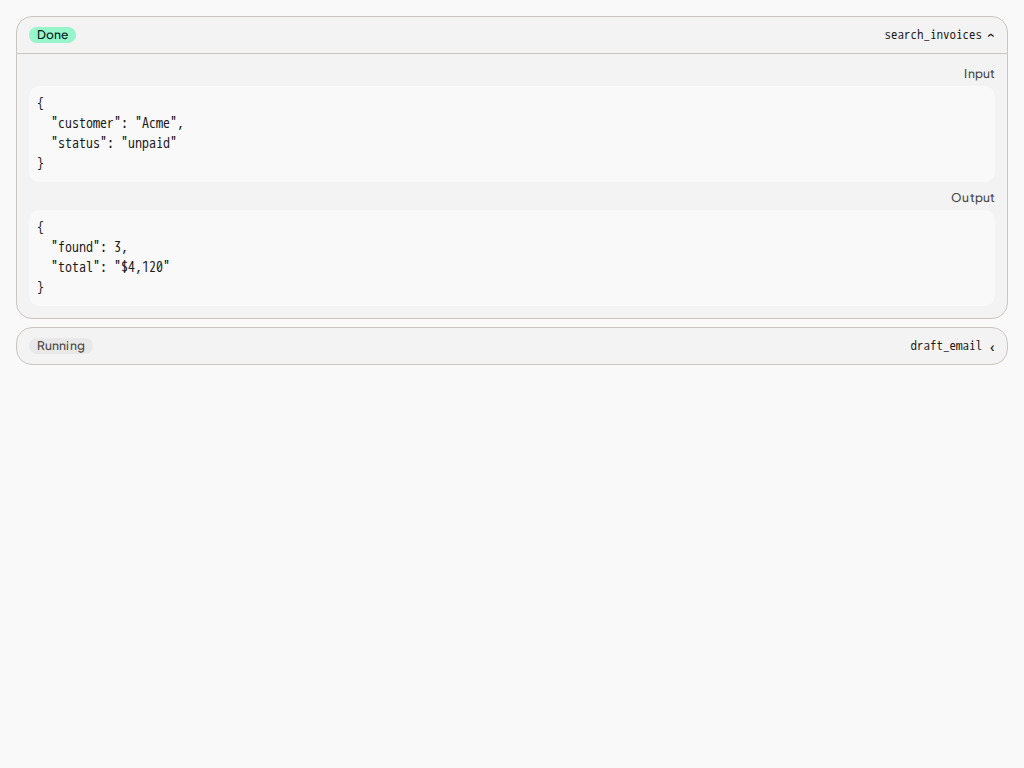 Done search_invoices
Input
{
  "customer": "Acme",
  "status": "unpaid"
}
Output
{
  "found": 3,
  "total": "$4,120"
}
Running draft_email